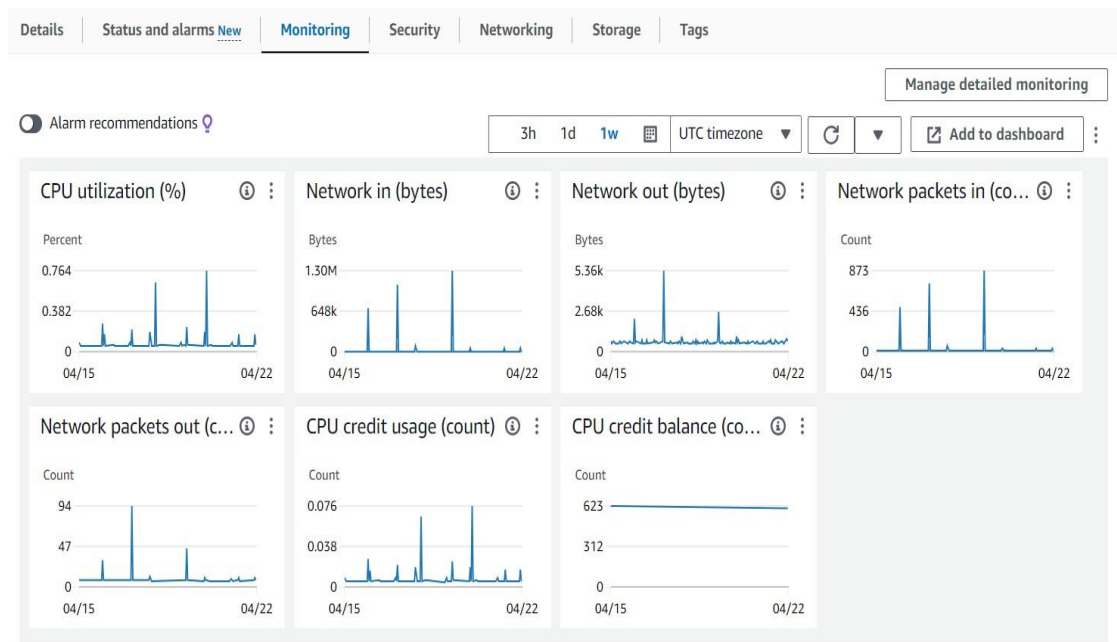 Details Status and alarms New Monitoring Security Networking Storage Tags
Manage detailed monitoring
Alarm recommendations
3h 1d 1w UTC timezone Add to dashboard
CPU utilization (%)
Percent
0.764
0.382
0
04/15 04/22
Network in (bytes)
Bytes
1.30M
648k
0
04/15 04/22
Network out (bytes)
Bytes
5.36k
2.68k
0
04/15 04/22
Network packets in (co...
Count
873
436
0
04/15 04/22
Network packets out (c...
Count
94
47
0
04/15 04/22
CPU credit usage (count)
Count
0.076
0.038
0
04/15 04/22
CPU credit balance (co...
Count
623
312
0
04/15 04/22